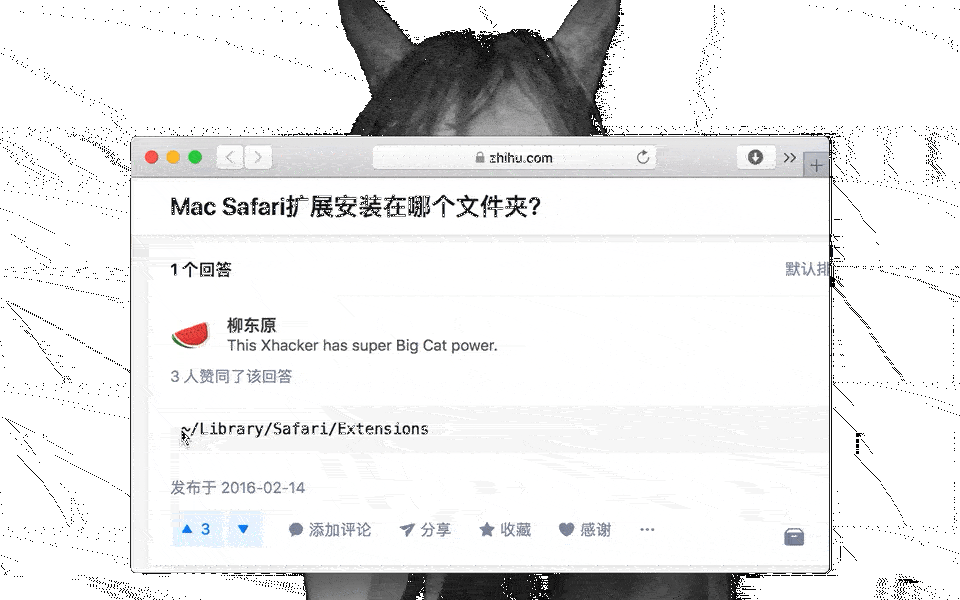 zhihu.com
Mac Safari扩展安装在哪个文件夹?
1 个回答
默认排
柳东原
This Xhacker has super Big Cat power.
3 人赞同了该回答
~/Library/Safari/Extensions
发布于 2016-02-14
3 添加评论 分享 收藏 感谢 ···